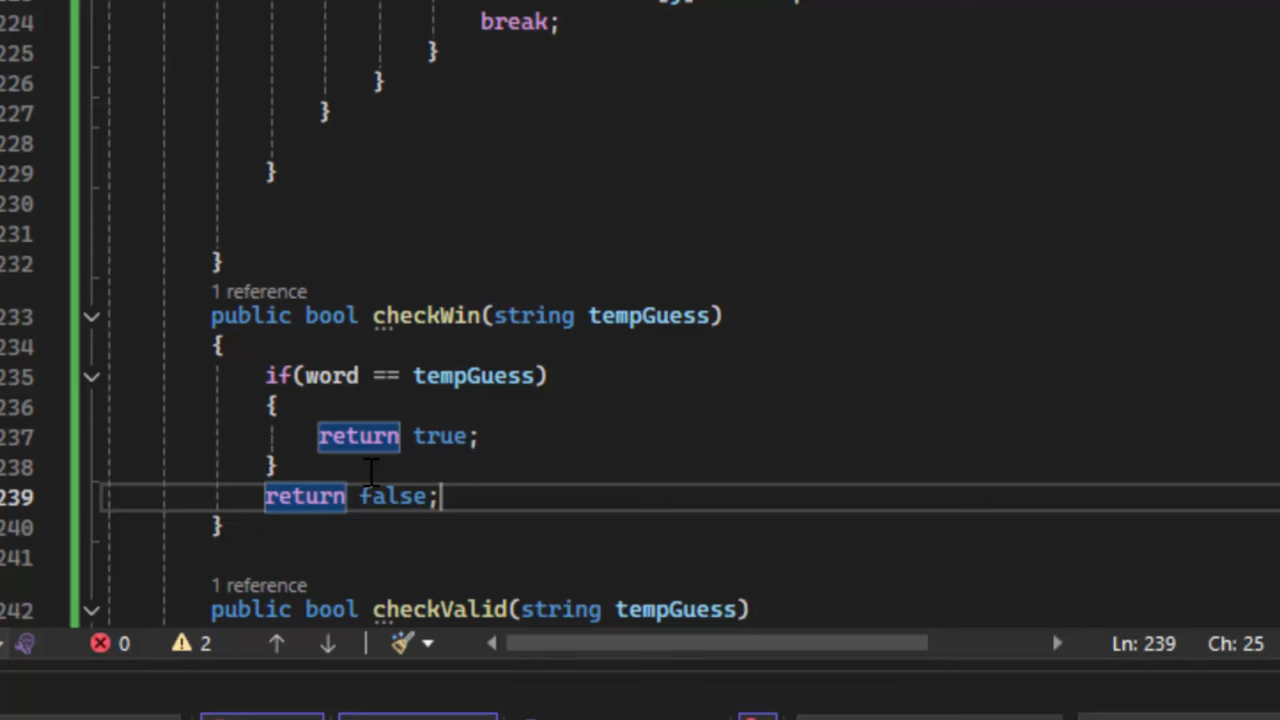 224 break;
225 }
226 }
227 }
228
229 }
230
231
232 }
1 reference
233 public bool checkWin(string tempGuess)
234 {
235 if(word == tempGuess)
236 {
237 return true;
238 }
239 return false;
240 }
241
1 reference
242 public bool checkValid(string tempGuess)
0 2 Ln: 239 Ch: 25